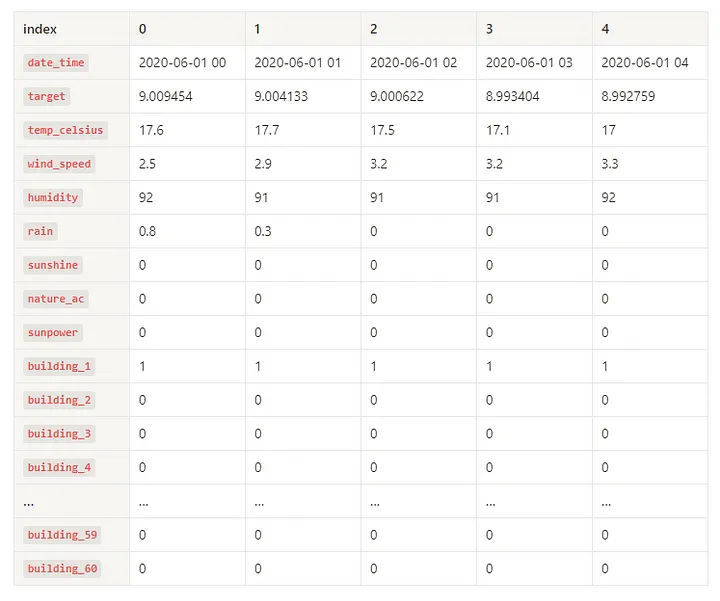 index 0 1 2 3 4
date_time 2020-06-01 00 2020-06-01 01 2020-06-01 02 2020-06-01 03 2020-06-01 04
target 9.009454 9.004133 9.000622 8.993404 8.992759
temp_celsius 17.6 17.7 17.5 17.1 17
wind_speed 2.5 2.9 3.2 3.2 3.3
humidity 92 91 91 91 92
rain 0.8 0.3 0 0 0
sunshine 0 0 0 0 0
nature_ac 0 0 0 0 0
sunpower 0 0 0 0 0
building_1 1 1 1 1 1
building_2 0 0 0 0 0
building_3 0 0 0 0 0
building_4 0 0 0 0 0
... ... ... ... ... ...
building_59 0 0 0 0 0
building_60 0 0 0 0 0